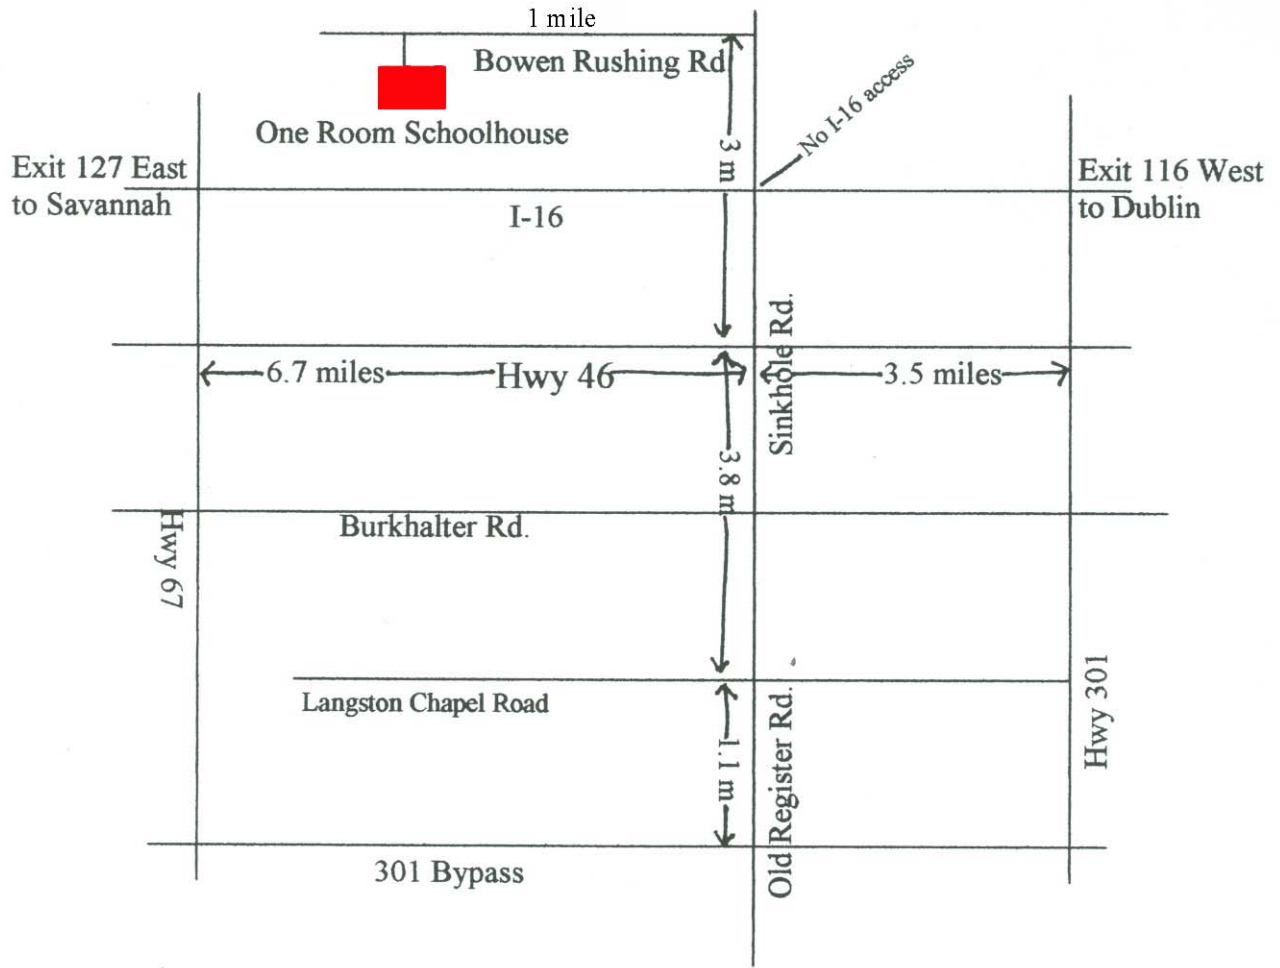 1 mile
Bowen Rushing Rd
One Room Schoolhouse
No I-16 access
3 m
Exit 127 East
to Savannah
Exit 116 West
to Dublin
I-16
Sinkhole Rd.
6.7 miles
Hwy 46
3.5 miles
3.8 m
Burkhalter Rd.
Hwy 67
Langston Chapel Road
Hwy 301
1.1 m
Old Register Rd.
301 Bypass